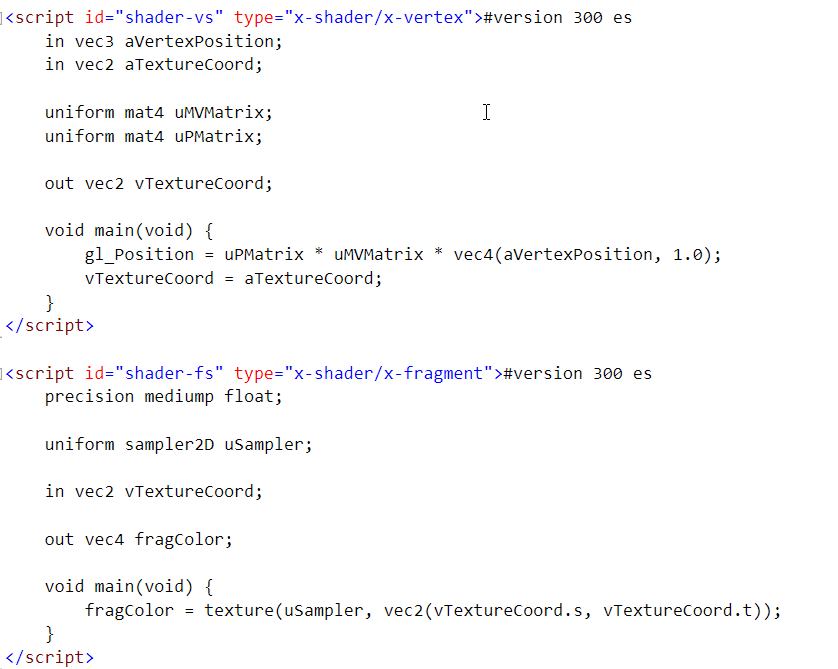 <script id="shader-vs" type="x-shader/x-vertex">#version 300 es
in vec3 aVertexPosition;
in vec2 aTextureCoord;
uniform mat4 uMVMatrix;
uniform mat4 uPMatrix;
out vec2 vTextureCoord;
void main(void) {
gl_Position = uPMatrix * uMVMatrix * vec4(aVertexPosition, 1.0);
vTextureCoord = aTextureCoord;
}
</script>
<script id="shader-fs" type="x-shader/x-fragment">#version 300 es
precision mediump float;
uniform sampler2D uSampler;
in vec2 vTextureCoord;
out vec4 fragColor;
void main(void) {
fragColor = texture(uSampler, vec2(vTextureCoord.s, vTextureCoord.t));
}
</script>